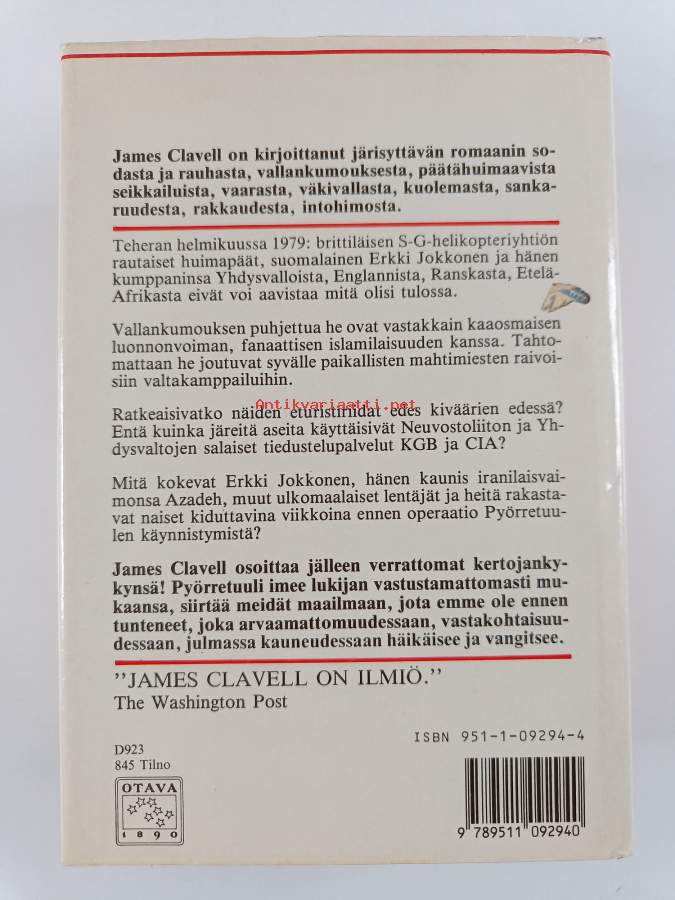 James Clavell on kirjoittanut järisyttävän romaanin so-
dasta ja rauhasta, vallankumouksesta, päätähuimaavista
seikkailuista, vaarasta, väkivallasta, kuolemasta, sanka-
ruudesta, rakkaudesta, intohimosta.
Teheran helmikuussa 1979: brittiläisen S-G-helikopteriyhtiön
rautaiset huimapäät, suomalainen Erkki Jokkonen ja hänen
kumppaninsa Yhdysvalloista, Englannista, Ranskasta, Etelä-
Afrikasta eivät voi aavistaa mitä olisi tulossa.
Vallankumouksen puhjettua he ovat vastakkain kaaosmaisen
luonnonvoiman, fanaattisen islamilaisuuden kanssa. Tahto-
mattaan he joutuvat syvälle paikallisten mahtimiesten raivoi-
siin valtakamppailuihin.
Antikvariaatti.net
Ratkeaisivatko näiden eturistiriidat edes kiväärien edessä?
Entä kuinka järeitä aseita käyttäisivät Neuvostoliiton ja Yh-
dysvaltojen salaiset tiedustelupalvelut KGB ja CIA?
Mitä kokevat Erkki Jokkonen, hänen kaunis iranilaisvai-
monsa Azadeh, muut ulkomaalaiset lentäjät ja heitä rakasta-
vat naiset kiduttavina viikkoina ennen operaatio Pyörretuu-
len käynnistymistä?
James Clavell osoittaa jälleen verrattomat kertojanky-
kynsä! Pyörretuuli imee lukijan vastustamattomasti mu-
kaansa, siirtää meidät maailmaan, jota emme ole ennen
tunteneet, joka arvaamattomuudessaan, vastakohtaisuu-
dessaan, julmassa kauneudessaan häikäisee ja vangitsee.
”JAMES CLAVELL ON ILMIÖ.”
The Washington Post
ISBN 951-1-09294-4
D923
845 Tilno
OTAVA
1890
9 789511 092940